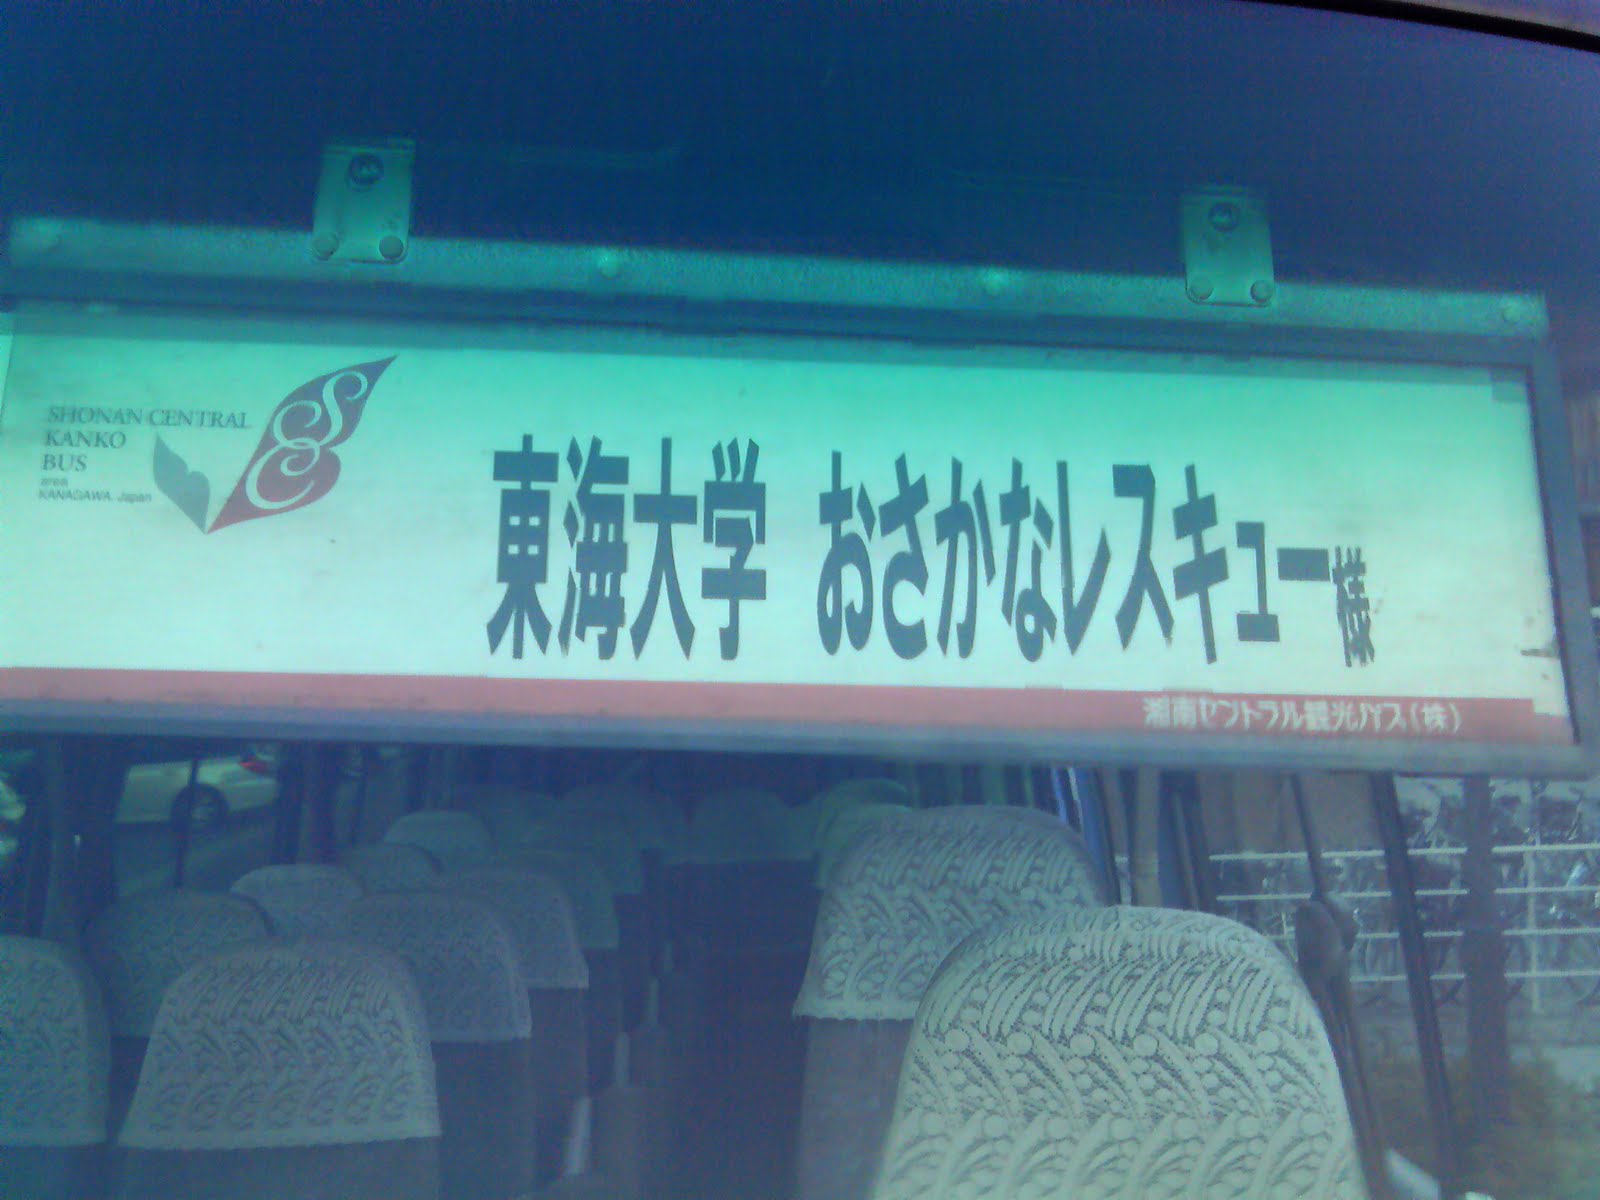 SHONAN CENTRAL
KANKO
BUS
area
KANAGAWA, Japan
東海大学 おさかなレスキュー様
湘南セントラル観光バス(株)